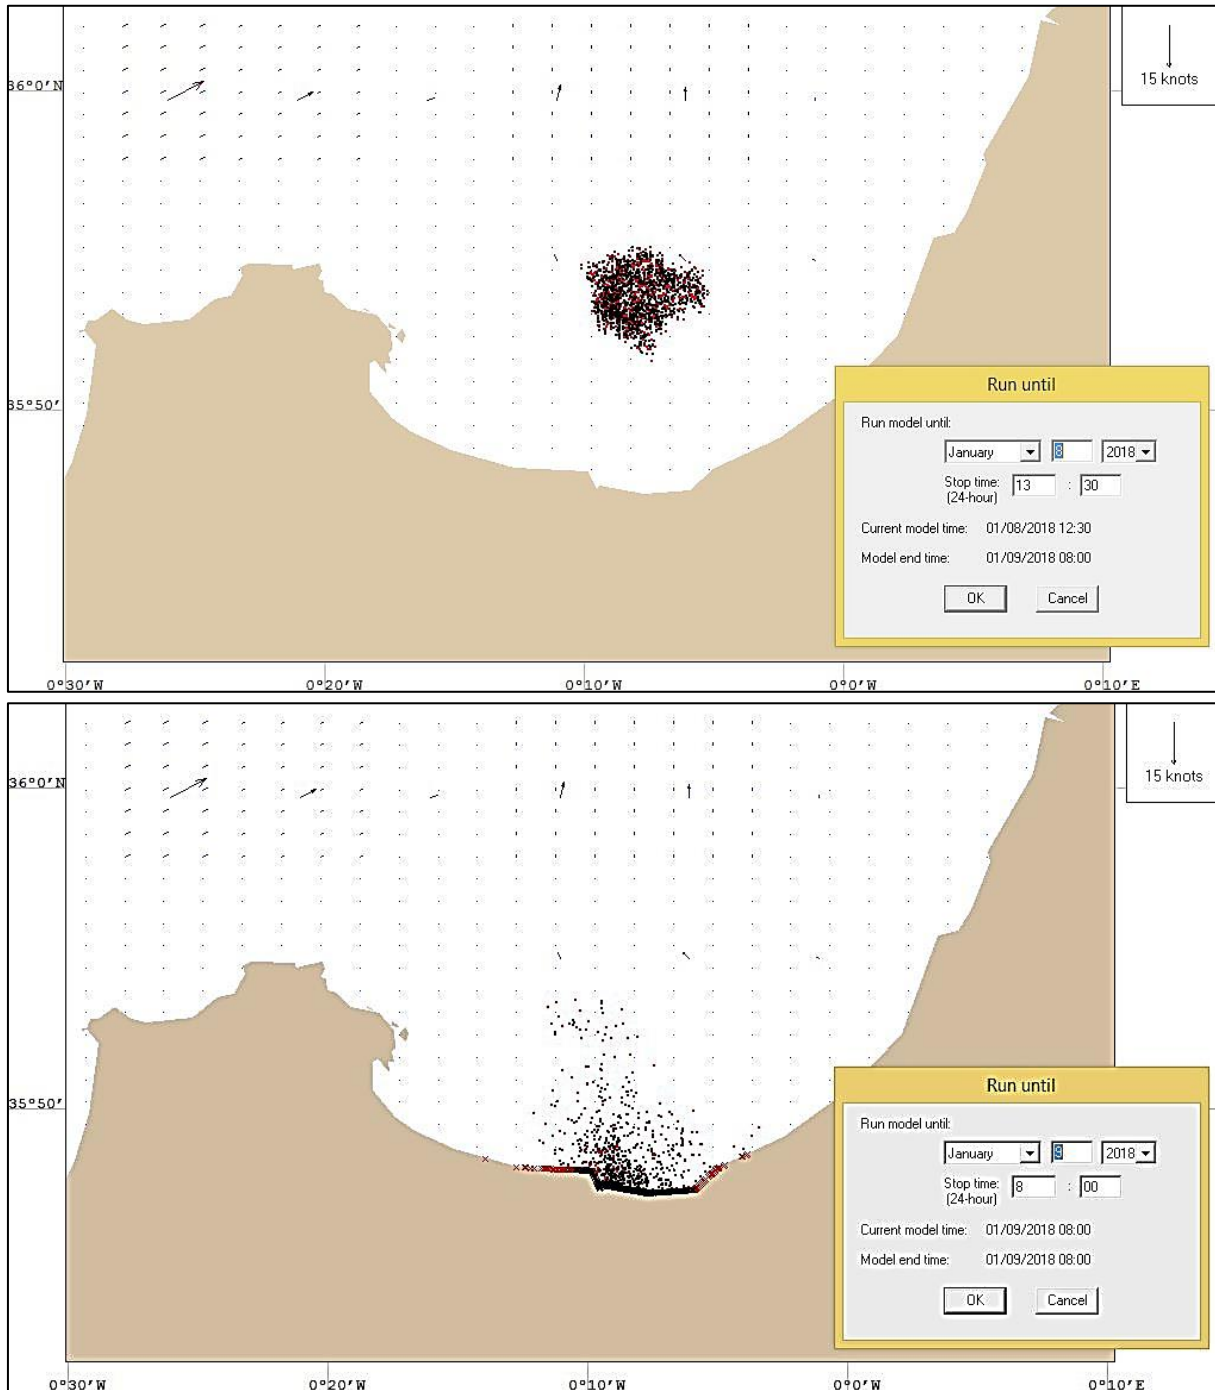 36°0'N
15 knots
35°50'
Run until
Run model until:
January 8 2018
Stop time: 13 : 30
(24-hour)
Current model time: 01/08/2018 12:30
Model end time: 01/09/2018 08:00
OK Cancel
0°30'W 0°20'W 0°10'W 0°0'W 0°10'E
36°0'N
15 knots
35°50'
Run until
Run model until:
January 9 2018
Stop time: 8 : 00
(24-hour)
Current model time: 01/09/2018 08:00
Model end time: 01/09/2018 08:00
OK Cancel
0°30'W 0°20'W 0°10'W 0°0'W 0°10'E